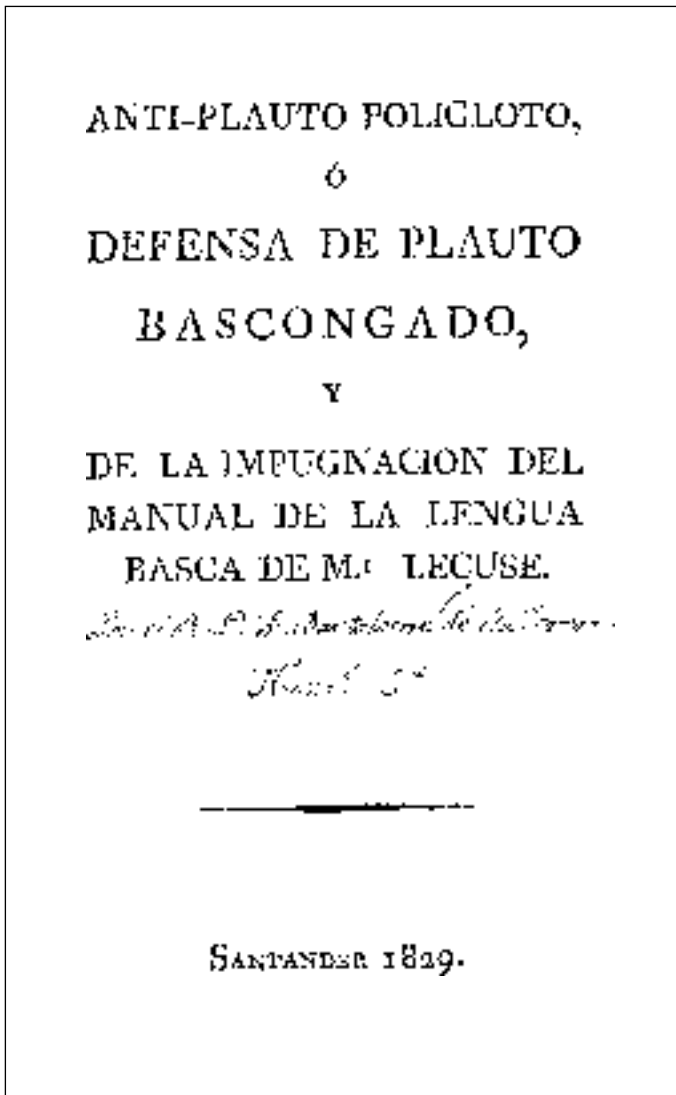 ANTI-PLAUTO POLIGLOTO,
Ó
DEFENSA DE PLAUTO
BASCONGADO,
Y
DE LA IMPUGNACION DEL
MANUAL DE LA LENGUA
BASCA DE M.r LECUSE.
SANTANDER 1829.